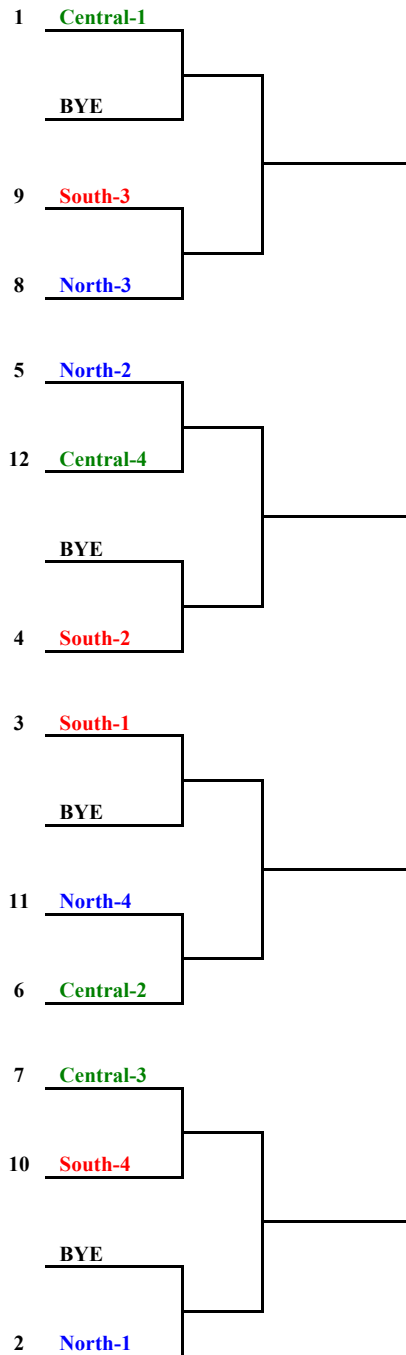 1 Central-1
BYE
9 South-3
8 North-3
5 North-2
12 Central-4
BYE
4 South-2
3 South-1
BYE
11 North-4
6 Central-2
7 Central-3
10 South-4
BYE
2 North-1